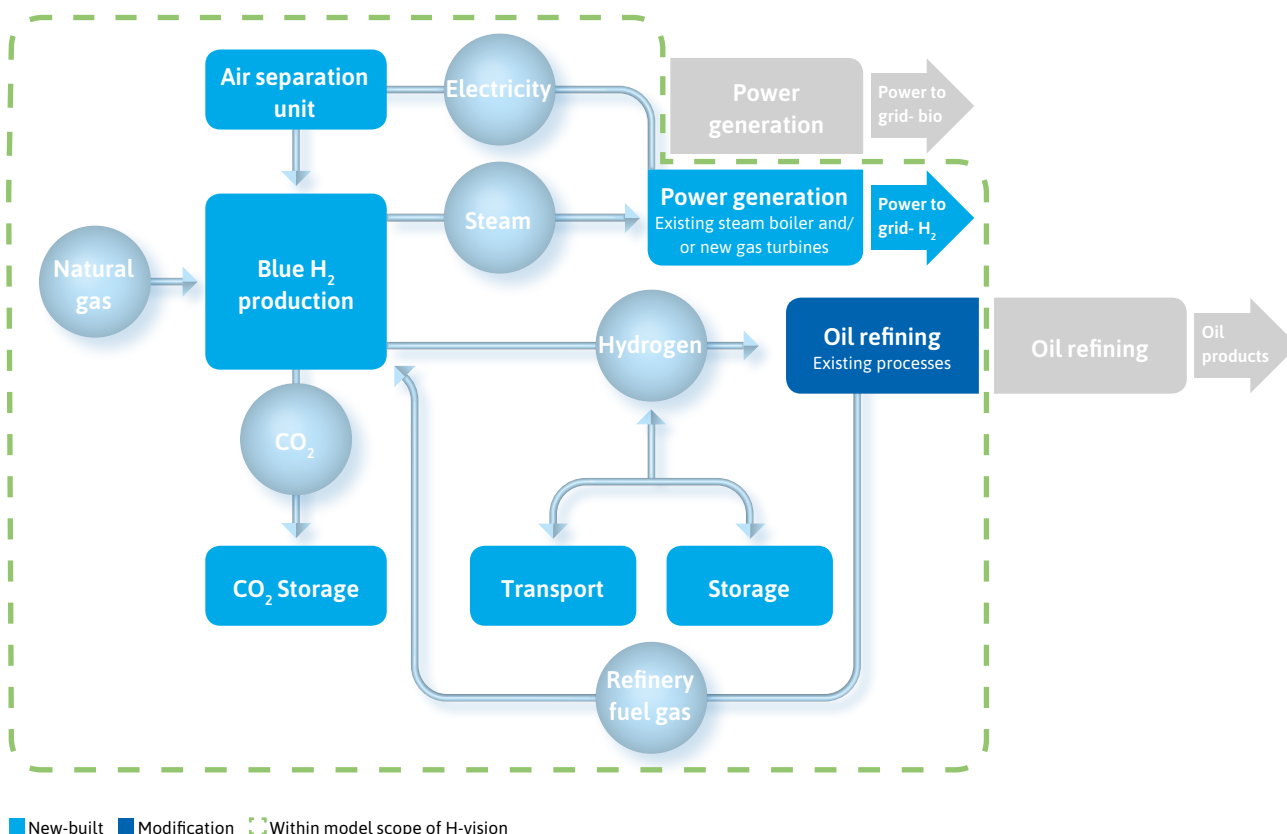 Air separation
unit
Electricity
Power
generation
Power to
grid- bio
Natural
gas
Blue H₂
production
Steam
Power generation
Existing steam boiler and/
or new gas turbines
Power to
grid- H₂
Hydrogen
Oil refining
Existing processes
Oil refining
Oil
products
CO₂
CO₂ Storage
Transport
Storage
Refinery
fuel gas
New-built Modification Within model scope of H-vision